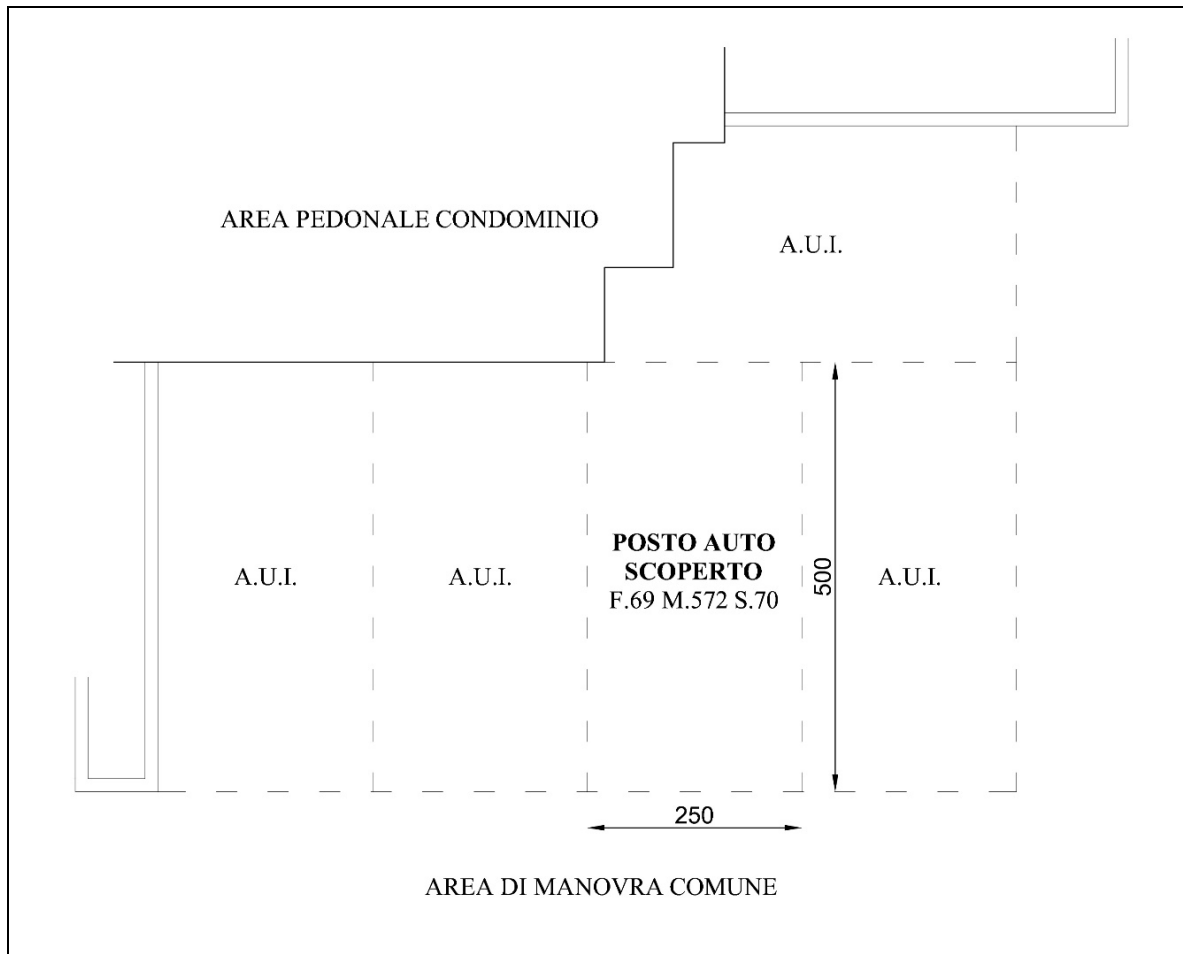 AREA PEDONALE CONDOMINIO
A.U.I.
A.U.I.
A.U.I.
POSTO AUTO
SCOPERTO
F.69 M.572 S.70
500
A.U.I.
250
AREA DI MANOVRA COMUNE